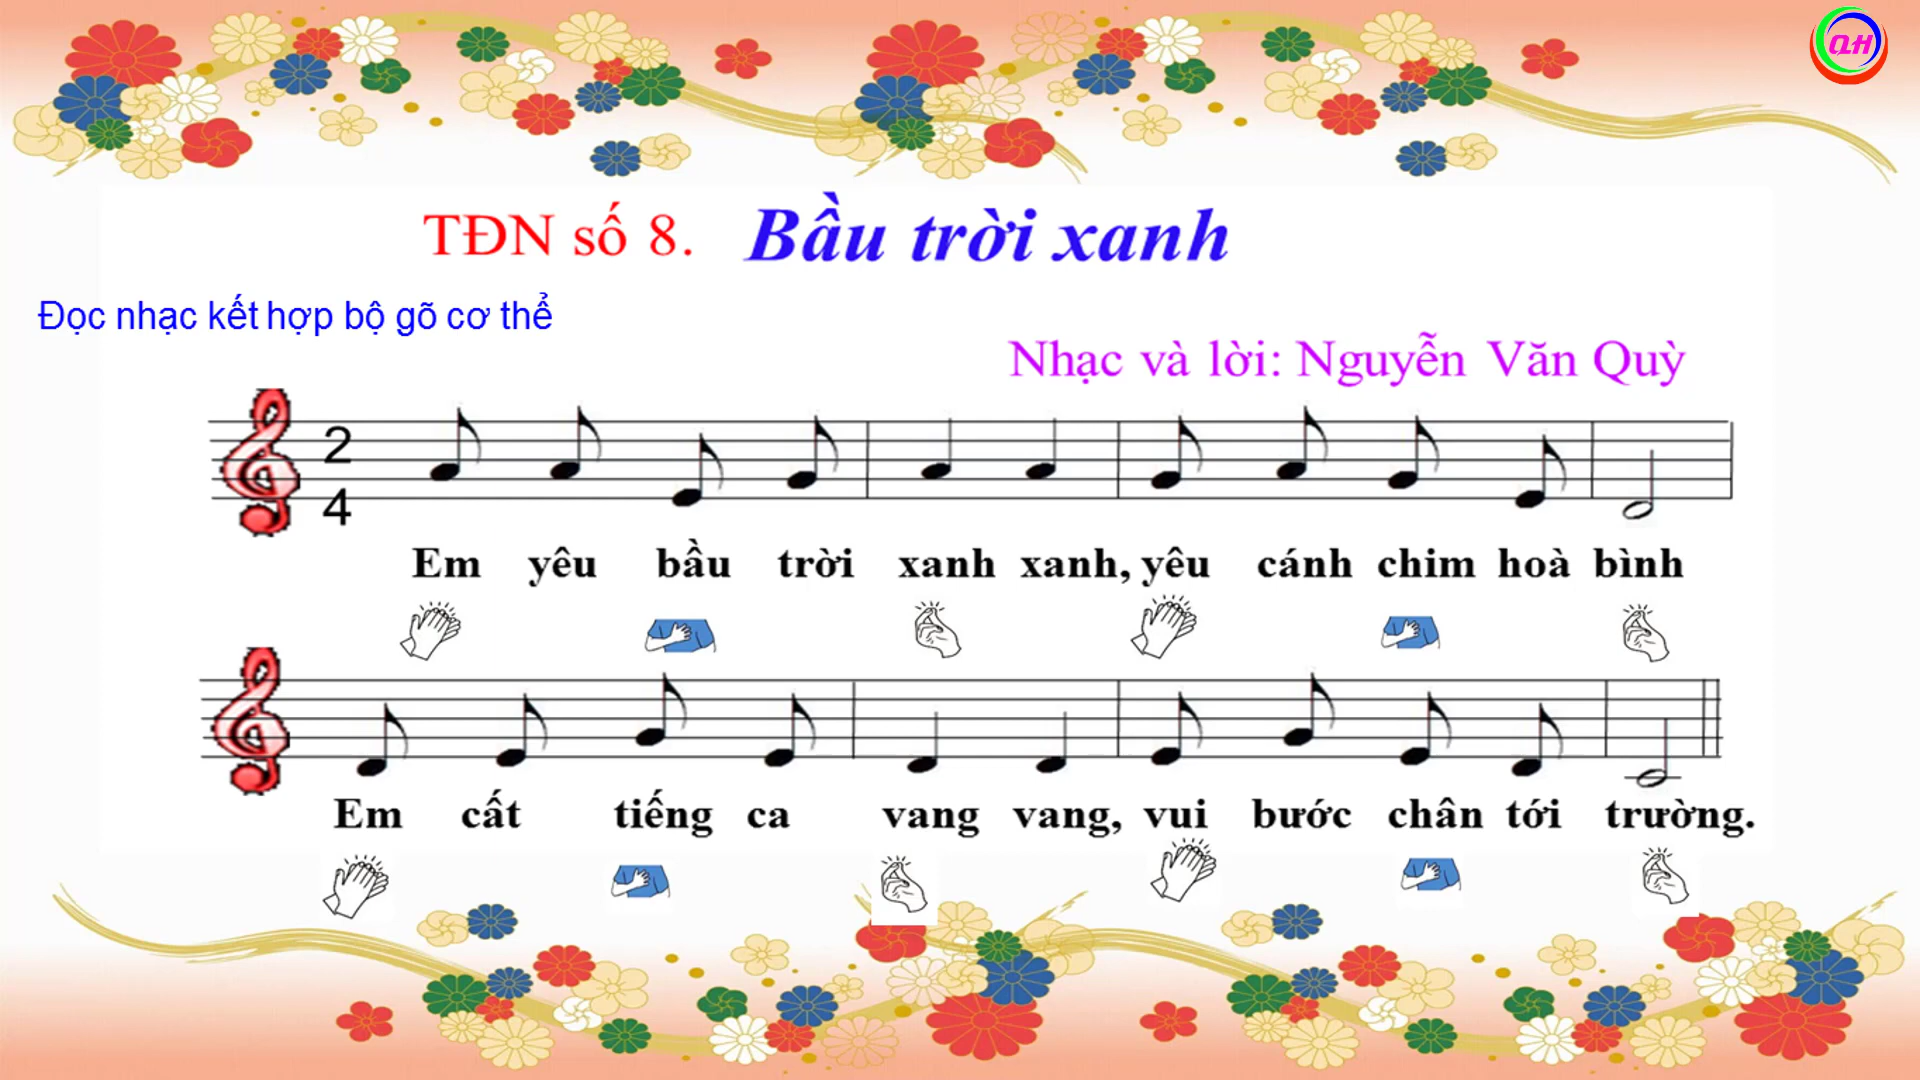 QH
TĐN số 8. Bầu trời xanh
Đọc nhạc kết hợp bộ gõ cơ thể
Nhạc và lời: Nguyễn Văn Quỳ
2
4
Em yêu bầu trời xanh xanh, yêu cánh chim hoà bình
Em cất tiếng ca vang vang, vui bước chân tới trường.